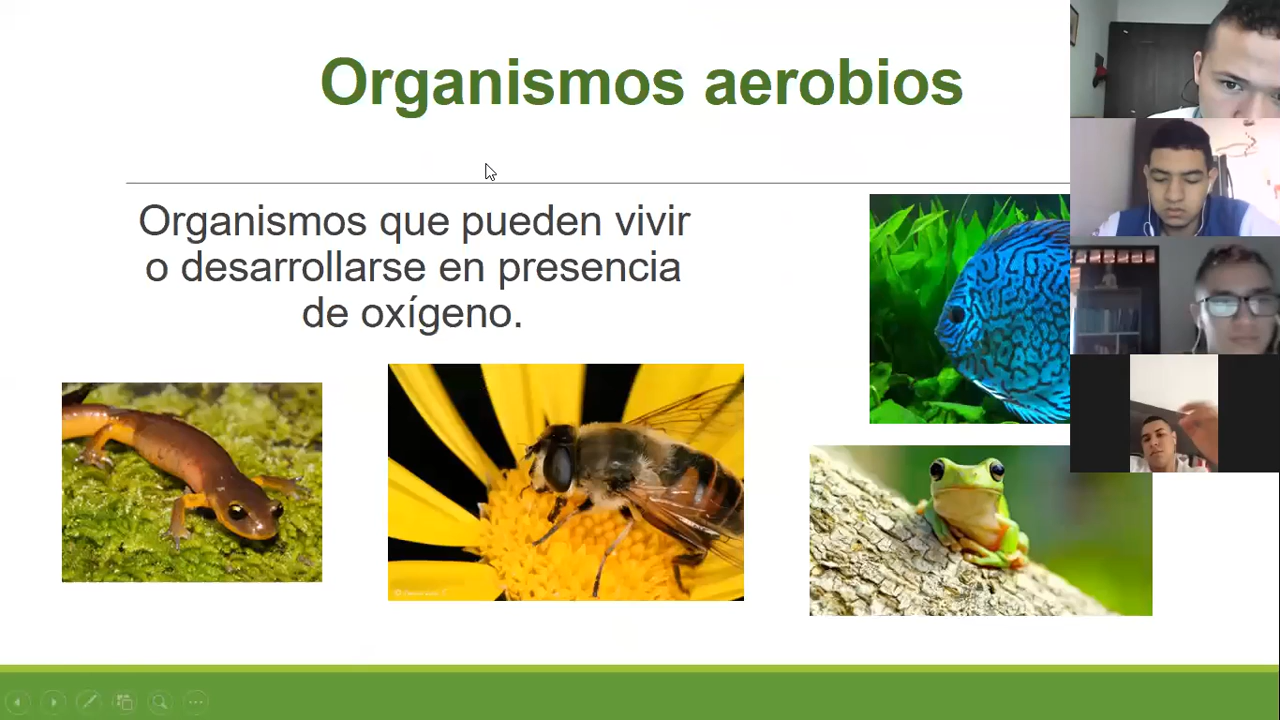 Organismos aerobios
Organismos que pueden vivir
o desarrollarse en presencia
de oxígeno.